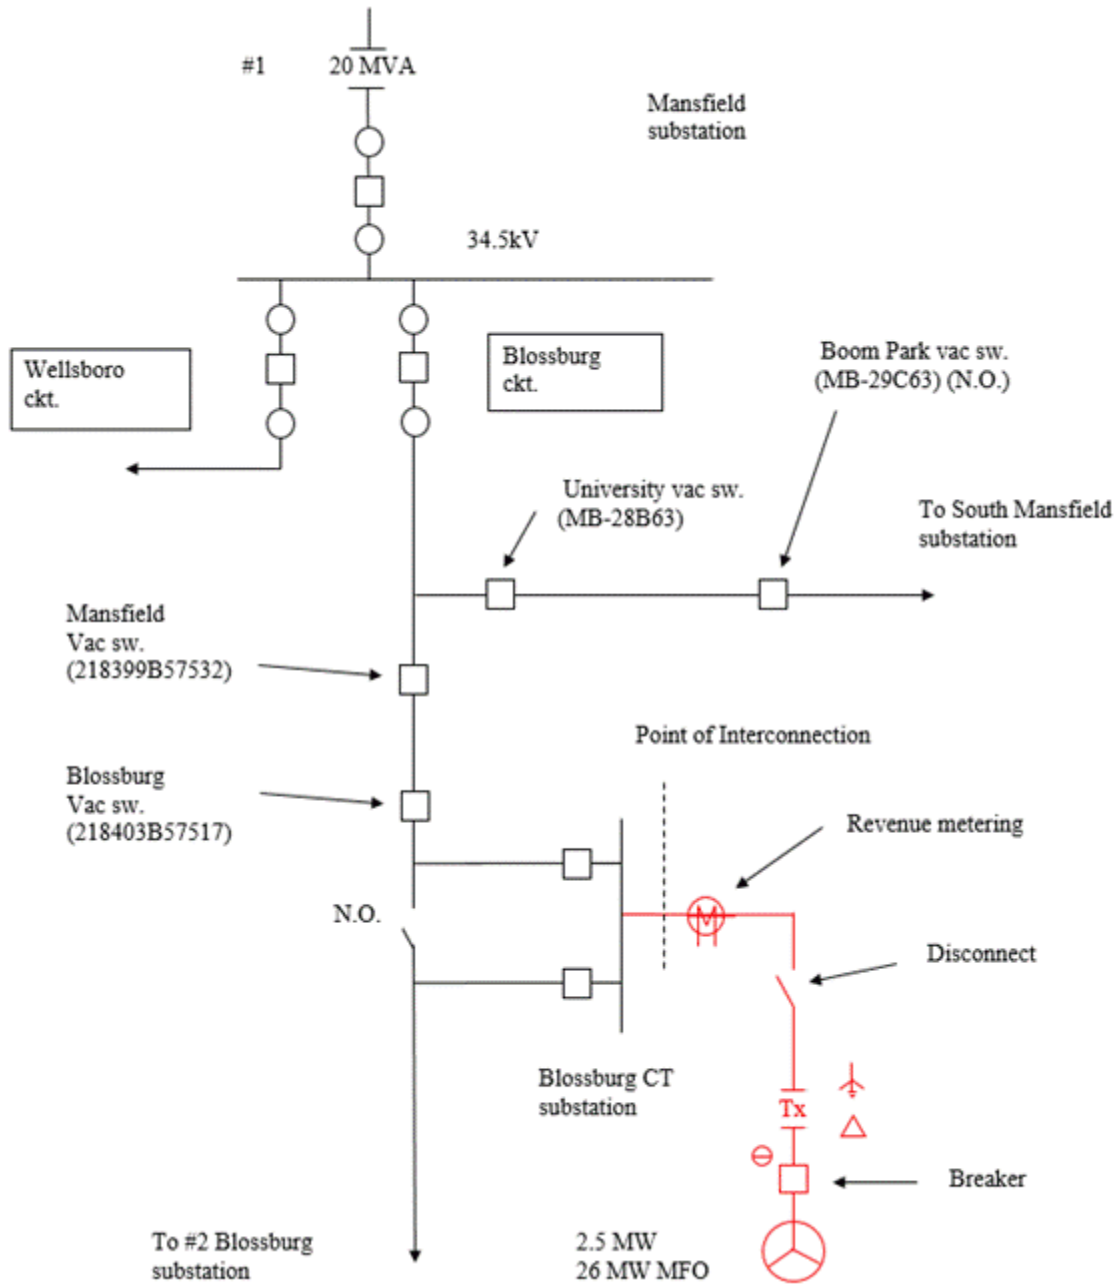 #1
20 MVA
Mansfield
substation
34.5kV
Wellsboro
ckt.
Blossburg
ckt.
Boom Park vac sw.
(MB-29C63) (N.O.)
University vac sw.
(MB-28B63)
To South Mansfield
substation
Mansfield
Vac sw.
(218399B57532)
Point of Interconnection
Blossburg
Vac sw.
(218403B57517)
Revenue metering
N.O.
M
Disconnect
Blossburg CT
substation
Tx
Breaker
To #2 Blossburg
substation
2.5 MW
26 MW MFO